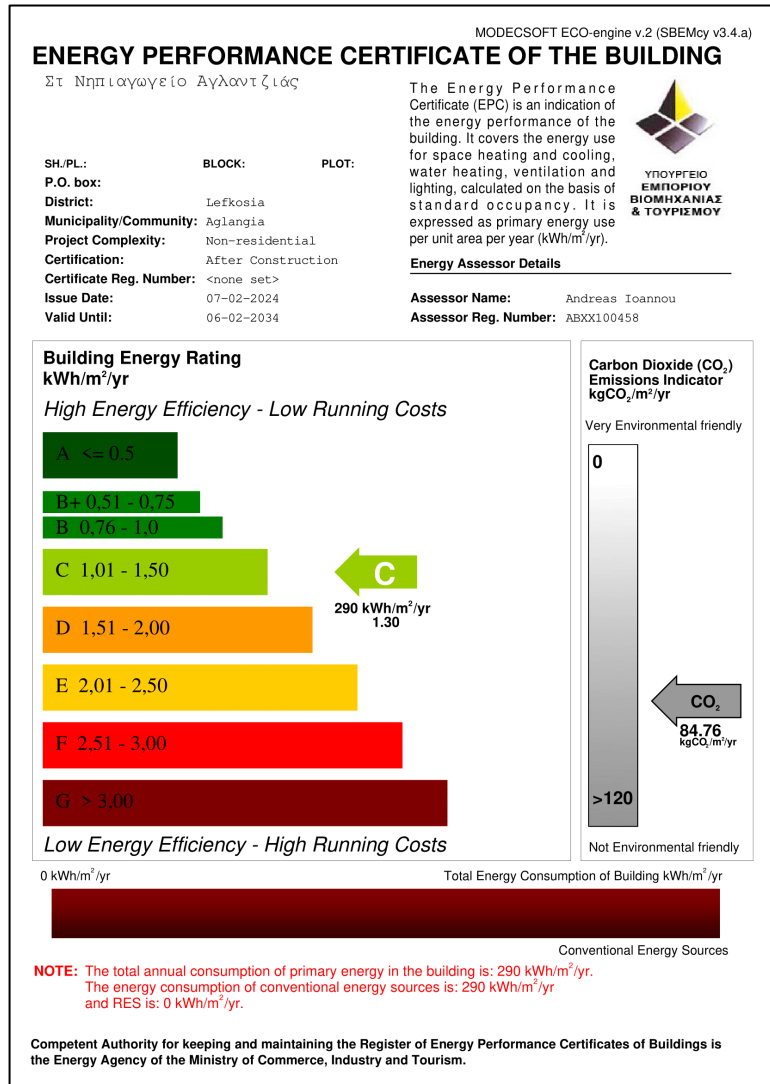 MODECSOFT ECO-engine v.2 (SBEMcy v3.4.a)
ENERGY PERFORMANCE CERTIFICATE OF THE BUILDING
Στ Νηπιαγωγείο Αγλαντζιάς
The Energy Performance
Certificate (EPC) is an indication of
the energy performance of the
building. It covers the energy use
for space heating and cooling,
water heating, ventilation and
lighting, calculated on the basis of
standard occupancy. It is
expressed as primary energy use
per unit area per year (kWh/m²/yr).
ΥΠΟΥΡΓΕΙΟ
ΕΜΠΟΡΙΟΥ
ΒΙΟΜΗΧΑΝΙΑΣ
& ΤΟΥΡΙΣΜΟΥ
SH./PL.: BLOCK: PLOT:
P.O. box:
District: Lefkosia
Municipality/Community: Aglangia
Project Complexity: Non-residential
Certification: After Construction
Certificate Reg. Number: <none set>
Issue Date: 07-02-2024
Valid Until: 06-02-2034
Energy Assessor Details
Assessor Name: Andreas Ioannou
Assessor Reg. Number: ABXX100458
Building Energy Rating
kWh/m²/yr
High Energy Efficiency - Low Running Costs
A <= 0.5
B+ 0,51 - 0,75
B 0,76 - 1,0
C 1,01 - 1,50
D 1,51 - 2,00
E 2,01 - 2,50
F 2,51 - 3,00
G > 3,00
C
290 kWh/m²/yr
1.30
Low Energy Efficiency - High Running Costs
Carbon Dioxide (CO₂)
Emissions Indicator
kgCO₂/m²/yr
Very Environmental friendly
0
CO₂
84.76
kgCO₂/m²/yr
>120
Not Environmental friendly
0 kWh/m²/yr Total Energy Consumption of Building kWh/m²/yr
Conventional Energy Sources
NOTE: The total annual consumption of primary energy in the building is: 290 kWh/m²/yr.
The energy consumption of conventional energy sources is: 290 kWh/m²/yr
and RES is: 0 kWh/m²/yr.
Competent Authority for keeping and maintaining the Register of Energy Performance Certificates of Buildings is
the Energy Agency of the Ministry of Commerce, Industry and Tourism.